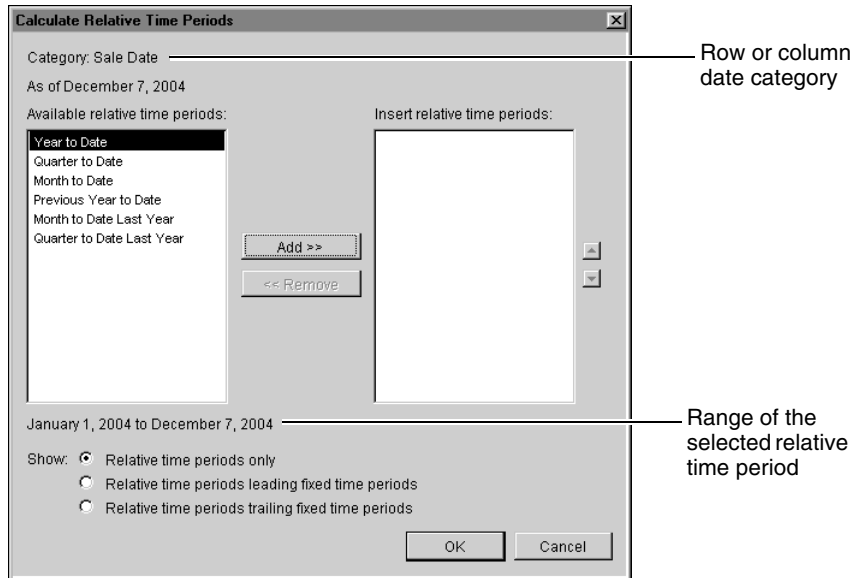 Calculate Relative Time Periods
Category: Sale Date
Row or column
date category
As of December 7, 2004
Available relative time periods:
Insert relative time periods:
Year to Date
Quarter to Date
Month to Date
Previous Year to Date
Month to Date Last Year
Quarter to Date Last Year
Add >>
<< Remove
January 1, 2004 to December 7, 2004
Range of the
selected relative
time period
Show:
Relative time periods only
Relative time periods leading fixed time periods
Relative time periods trailing fixed time periods
OK
Cancel